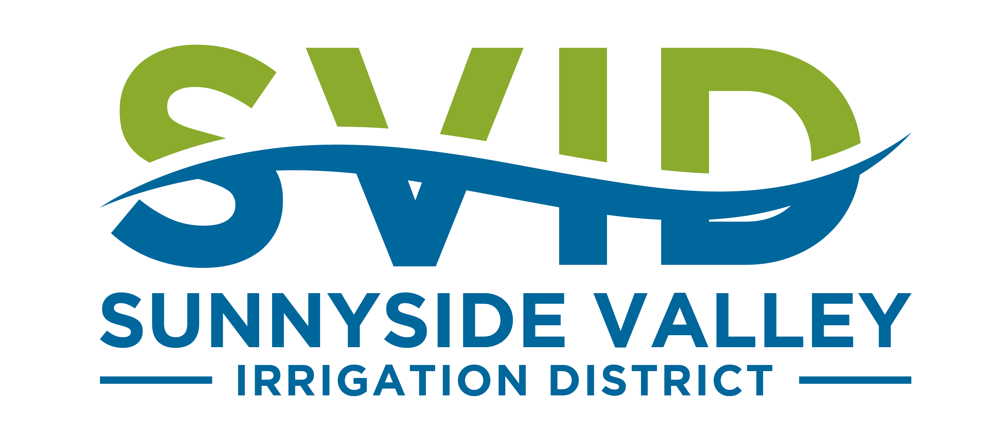 SVID
SUNNYSIDE VALLEY
IRRIGATION DISTRICT